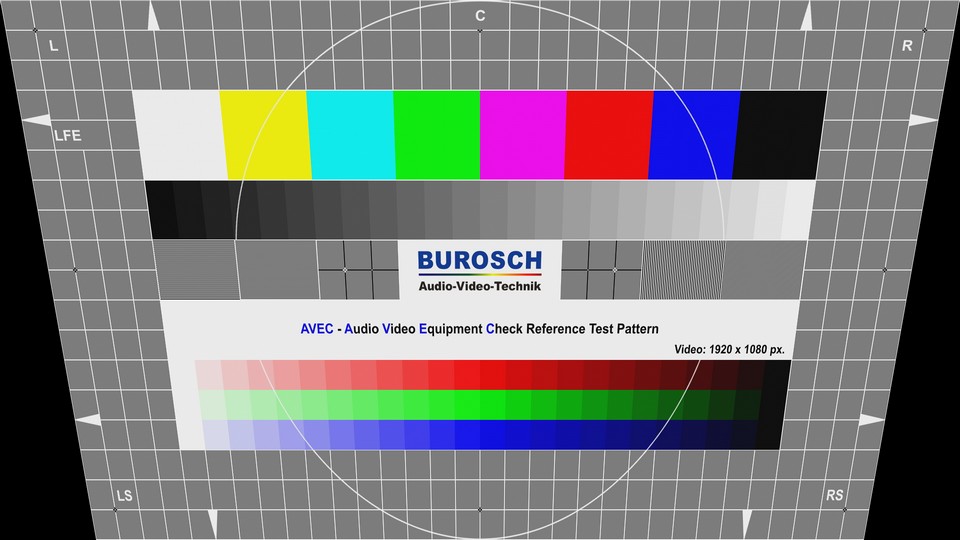 C
L
R
LFE
BUROSCH
Audio-Video-Technik
AVEC - Audio Video Equipment Check Reference Test Pattern
Video: 1920 x 1080 px.
LS
RS